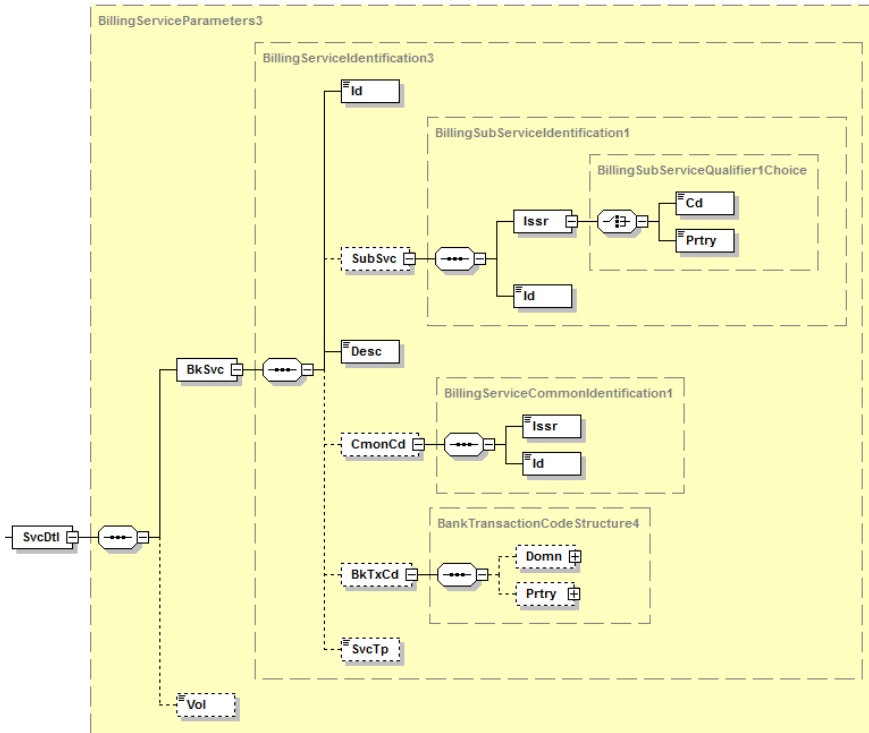 BillingServiceParameters3
BillingServiceIdentification3
Id
BillingSubServiceIdentification1
BillingSubServiceQualifier1Choice
Cd
Issr
Prtry
SubSvc
Id
Desc
BkSvc
BillingServiceCommonIdentification1
Issr
CmonCd
Id
BankTransactionCodeStructure4
SvcDtl
Domn
BkTxCd
Prtry
SvcTp
Vol